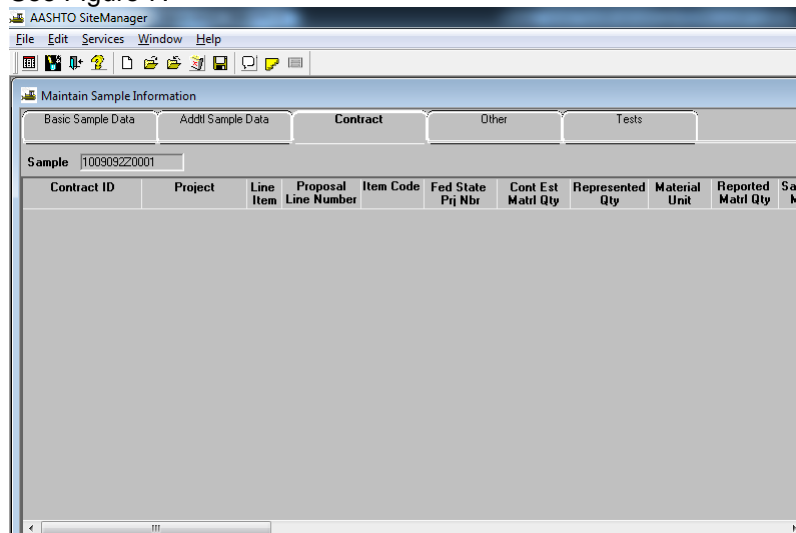 AASHTO SiteManager
File Edit Services Window Help
Maintain Sample Information
Basic Sample Data Addtl Sample Data Contract Other Tests
Sample 1009092Z0001
Contract ID Project Line Item Proposal Line Number Item Code Fed State Prj Nbr Cont Est Matrl Qty Represented Qty Material Unit Reported Matrl Qty